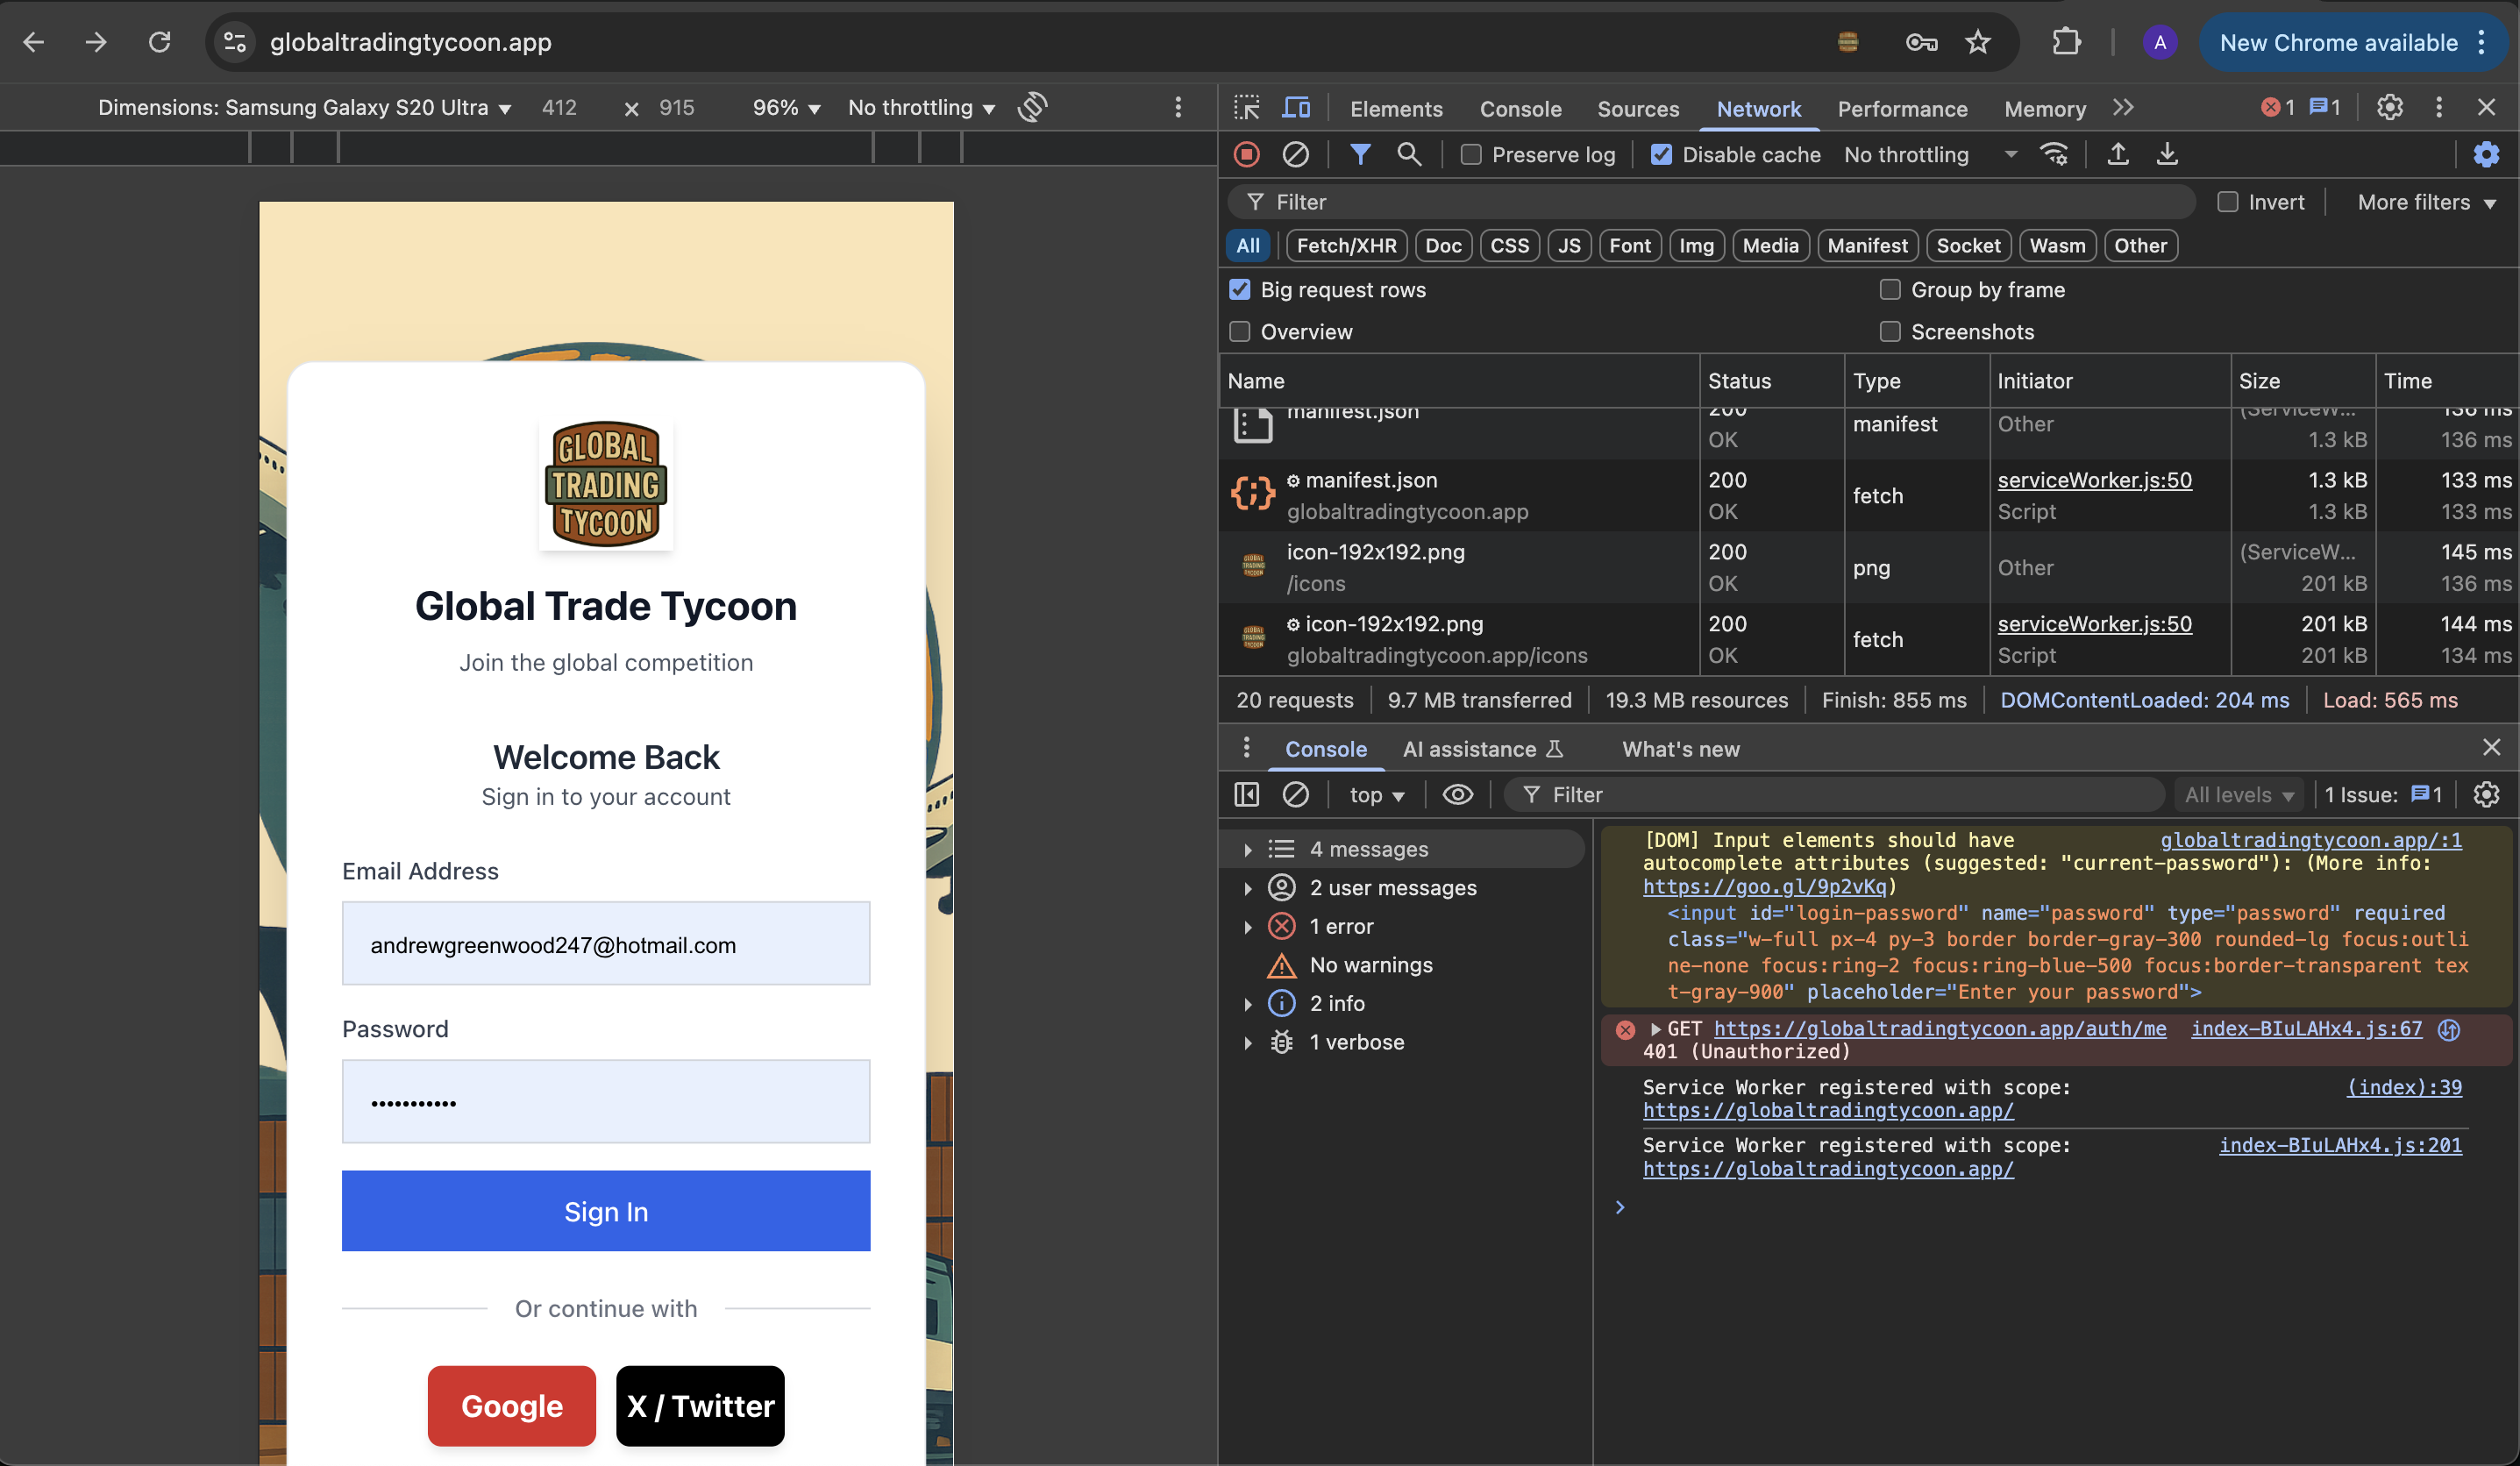 globaltradingtycoon.app
A
New Chrome available
Dimensions: Samsung Galaxy S20 Ultra 412 × 915 96% No throttling
Elements Console Sources Network Performance Memory 1 1
Preserve log Disable cache No throttling
Filter Invert More filters
All Fetch/XHR Doc CSS JS Font Img Media Manifest Socket Wasm Other
Big request rows Group by frame
Overview Screenshots
Name Status Type Initiator Size Time
manifest.json 200 manifest Other (ServiceW... 136 ms
OK 1.3 kB 136 ms
manifest.json 200 fetch serviceWorker.js:50 1.3 kB 133 ms
globaltradingtycoon.app OK Script 1.3 kB 133 ms
icon-192x192.png 200 png Other (ServiceW... 145 ms
/icons OK 201 kB 136 ms
icon-192x192.png 200 fetch serviceWorker.js:50 201 kB 144 ms
globaltradingtycoon.app/icons OK Script 201 kB 134 ms
20 requests 9.7 MB transferred 19.3 MB resources Finish: 855 ms DOMContentLoaded: 204 ms Load: 565 ms
Console AI assistance What's new
top Filter All levels 1 Issue: 1
4 messages
2 user messages
1 error
No warnings
2 info
1 verbose
[DOM] Input elements should have globaltradingtycoon.app/:1
autocomplete attributes (suggested: "current-password"): (More info:
https://goo.gl/9p2vKq)
<input id="login-password" name="password" type="password" required
class="w-full px-4 py-3 border border-gray-300 rounded-lg focus:outli
ne-none focus:ring-2 focus:ring-blue-500 focus:border-transparent tex
t-gray-900" placeholder="Enter your password">
GET https://globaltradingtycoon.app/auth/me index-BIuLAHx4.js:67
401 (Unauthorized)
Service Worker registered with scope: (index):39
https://globaltradingtycoon.app/
Service Worker registered with scope: index-BIuLAHx4.js:201
https://globaltradingtycoon.app/
GLOBAL
TRADING
TYCOON
Global Trade Tycoon
Join the global competition
Welcome Back
Sign in to your account
Email Address
andrewgreenwood247@hotmail.com
Password
•••••••••••
Sign In
Or continue with
Google
X / Twitter